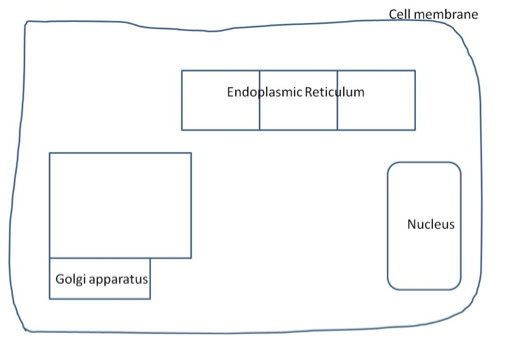 Cell membrane
Endoplasmic Reticulum
Nucleus
Golgi apparatus